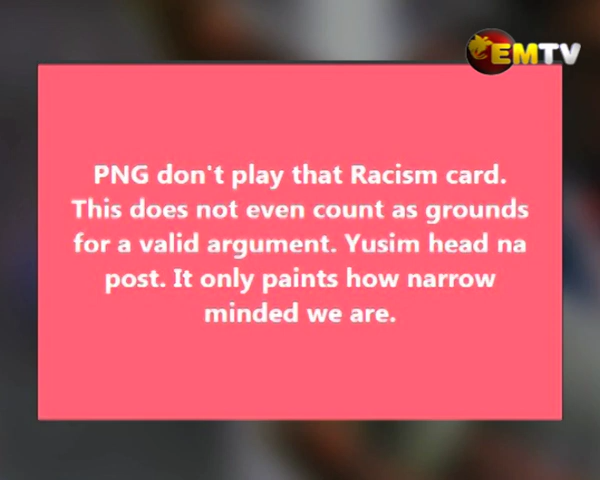 EMTV
PNG don't play that Racism card.
This does not even count as grounds
for a valid argument. Yusim head na
post. It only paints how narrow
minded we are.